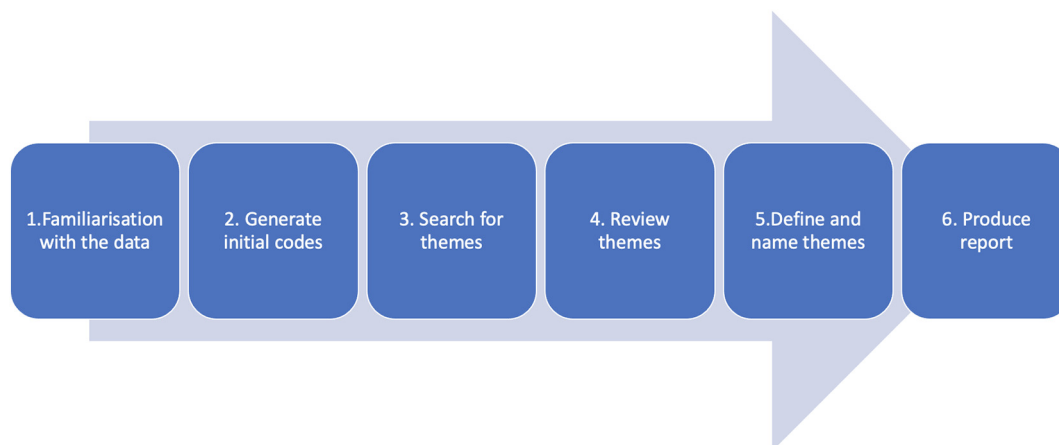 1.Familiarisation
with the data
2. Generate
initial codes
3. Search for
themes
4. Review
themes
5.Define and
name themes
6. Produce
report